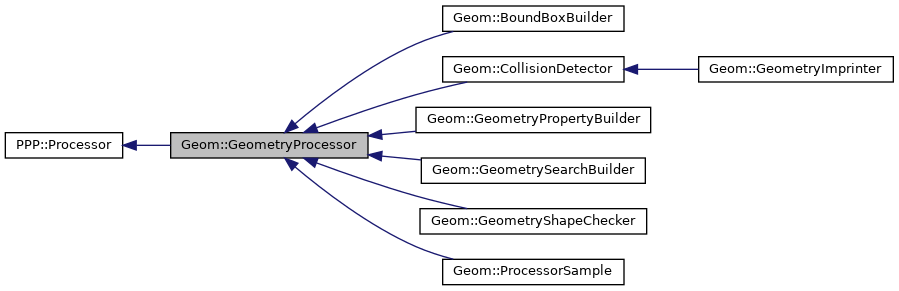 Geom::BoundBoxBuilder
Geom::CollisionDetector
Geom::GeometryImprinter
Geom::GeometryPropertyBuilder
PPP::Processor
Geom::GeometryProcessor
Geom::GeometrySearchBuilder
Geom::GeometryShapeChecker
Geom::ProcessorSample